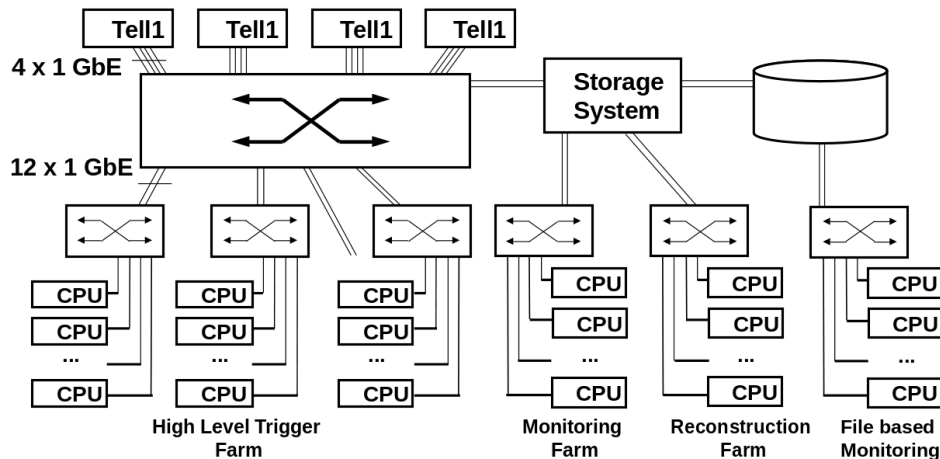 Tell1 Tell1 Tell1 Tell1
4 x 1 GbE
Storage
System
12 x 1 GbE
CPU CPU CPU CPU CPU CPU
CPU CPU CPU CPU CPU CPU
... ... ... ... ... ...
CPU CPU CPU CPU CPU CPU
High Level Trigger
Farm
Monitoring
Farm
Reconstruction
Farm
File based
Monitoring